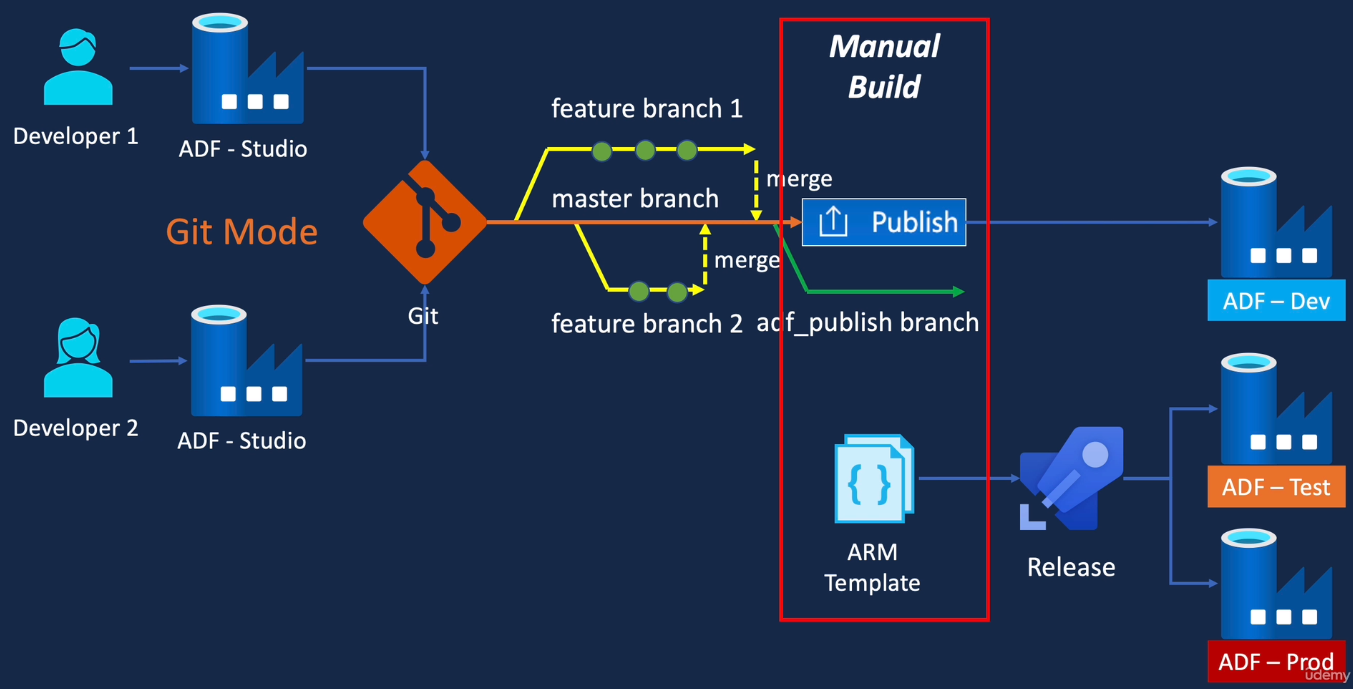 Manual
Build
Developer 1
ADF - Studio
feature branch 1
merge
master branch
Publish
Git Mode
merge
Git
feature branch 2
adf_publish branch
ADF – Dev
Developer 2
ADF - Studio
ADF – Test
ARM
Template
Release
ADF – Prod
udemy